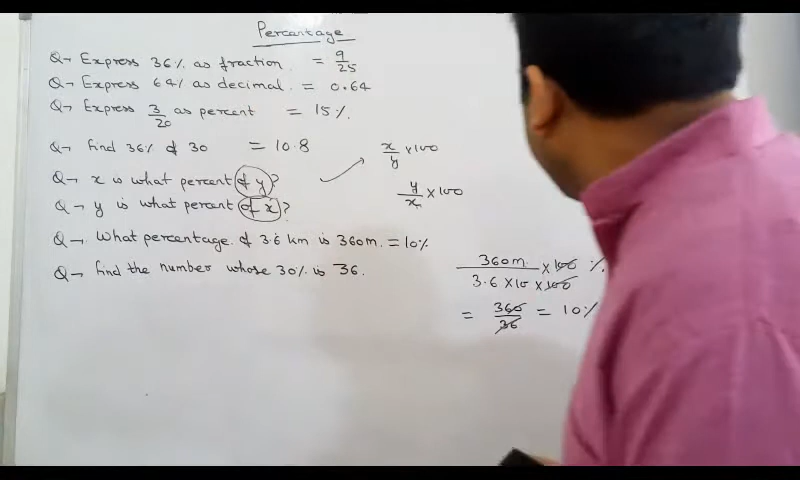 Percantage
Q→ Express 36% as fraction. = 9/25
Q→ Express 64% as decimal. = 0.64
Q→ Express 3/20 as percent = 15%.
Q→ find 36% of 30 = 10.8
x/y ×100
Q→ x is what percent of y?
y/x ×100
Q→ y is what percent of x?
Q→ What percentage of 3.6 km is 360m. = 10%
Q→ find the number whose 30% is 36.
360m / 3.6 ×10 ×100 ×100 %
= 360/36 = 10%